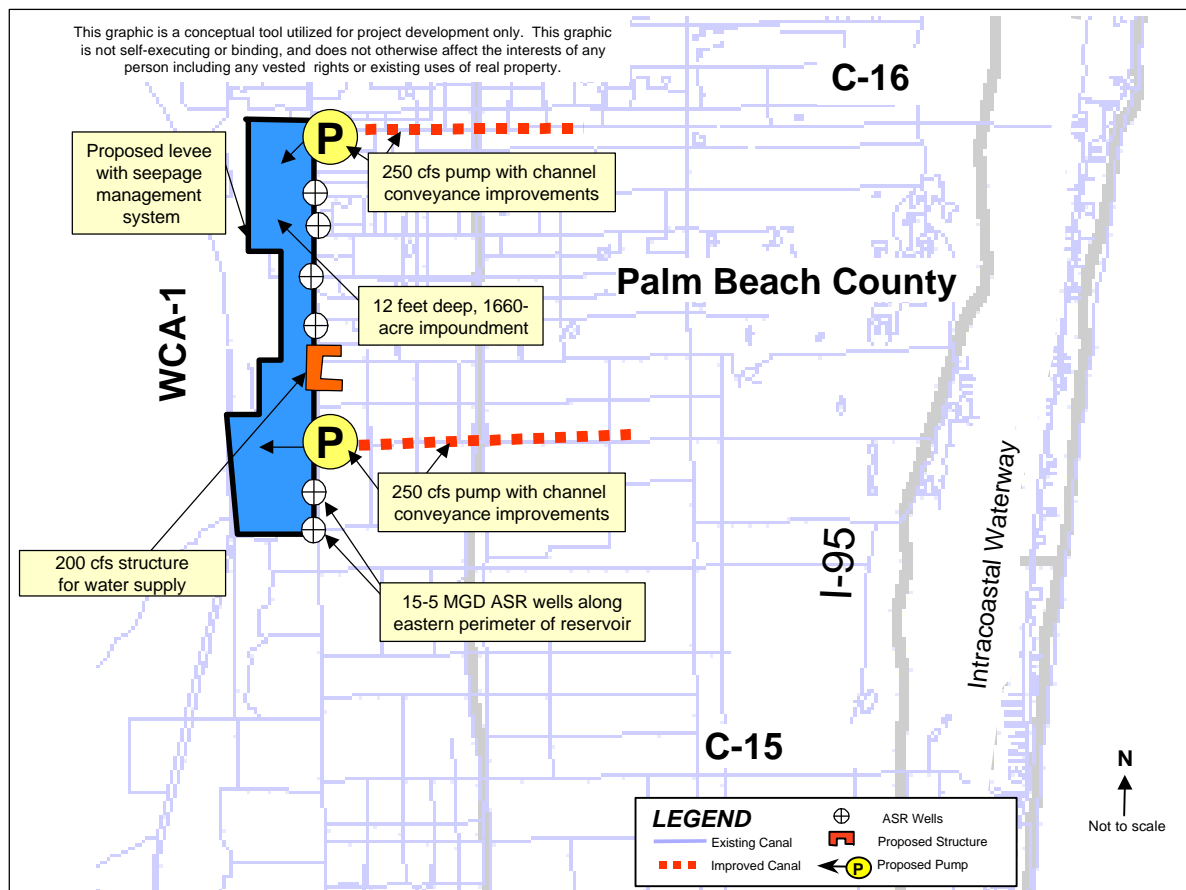 This graphic is a conceptual tool utilized for project development only. This graphic
is not self-executing or binding, and does not otherwise affect the interests of any
person including any vested rights or existing uses of real property.
C-16
P
Proposed levee
with seepage
management
system
250 cfs pump with channel
conveyance improvements
Palm Beach County
12 feet deep, 1660-
acre impoundment
WCA-1
P
250 cfs pump with channel
conveyance improvements
200 cfs structure
for water supply
15-5 MGD ASR wells along
eastern perimeter of reservoir
I-95
Intracoastal Waterway
C-15
N
Not to scale
LEGEND
Existing Canal
Improved Canal
ASR Wells
Proposed Structure
P
Proposed Pump